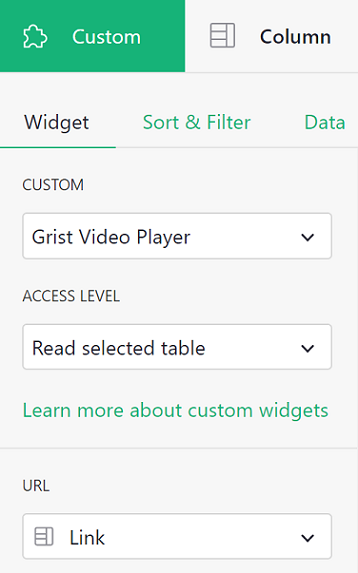 Custom Column
Widget Sort & Filter Data
CUSTOM
Grist Video Player
ACCESS LEVEL
Read selected table
Learn more about custom widgets
URL
Link